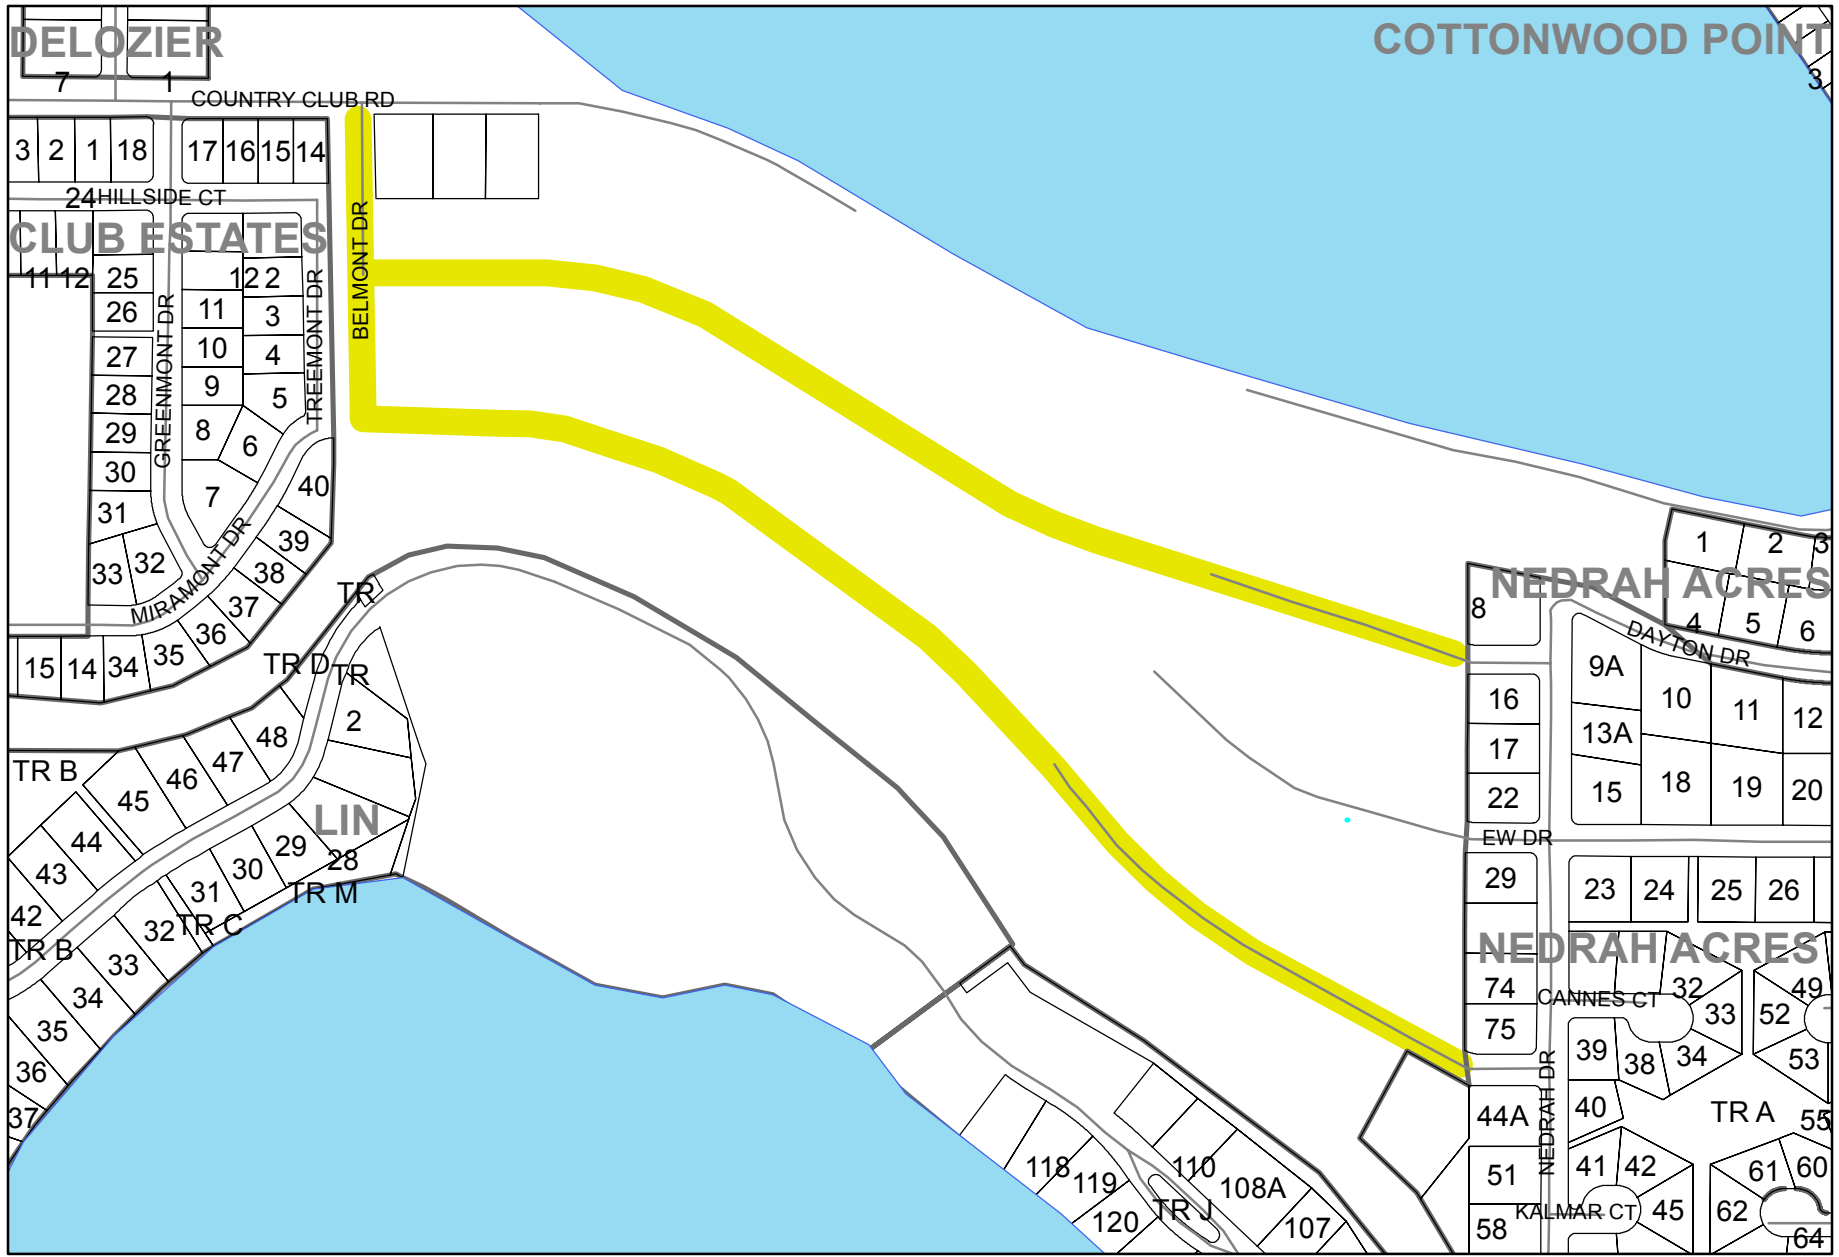 DELOZIER
COTTONWOOD POINT
7
1
3
COUNTRY CLUB RD
3 2 1 18 17 16 15 14
24 HILLSIDE CT
CLUB ESTATES
BELMONT DR
11 12 25 12 2
26 11 3
GREENMONT DR
TREEMONT DR
27 10 4
28 9 5
29 8 6
30 7 40
31 39
33 32 38
MIRAMONT DR
37
36
15 14 34 35
TR
TR D TR
2
48
47
46
45
TR B
44
43
42
TR B
LIN
29 28
30 TR M
31
32 TR C
33
34
35
36
37
1 2 3
NEDRAH ACRES
8
4 5 6
DAYTON DR
9A
16 10 11 12
17 13A
22 15 18 19 20
EW DR
29 23 24 25 26
NEDRAH ACRES
74 CANNES CT 32 49
75 33 52
39 38 34 53
NEDRAH DR
44A 40 TR A 55
51 41 42 61 60
58 KALMAR CT 45 62
64
118 119 120
110 108A 107
TR J